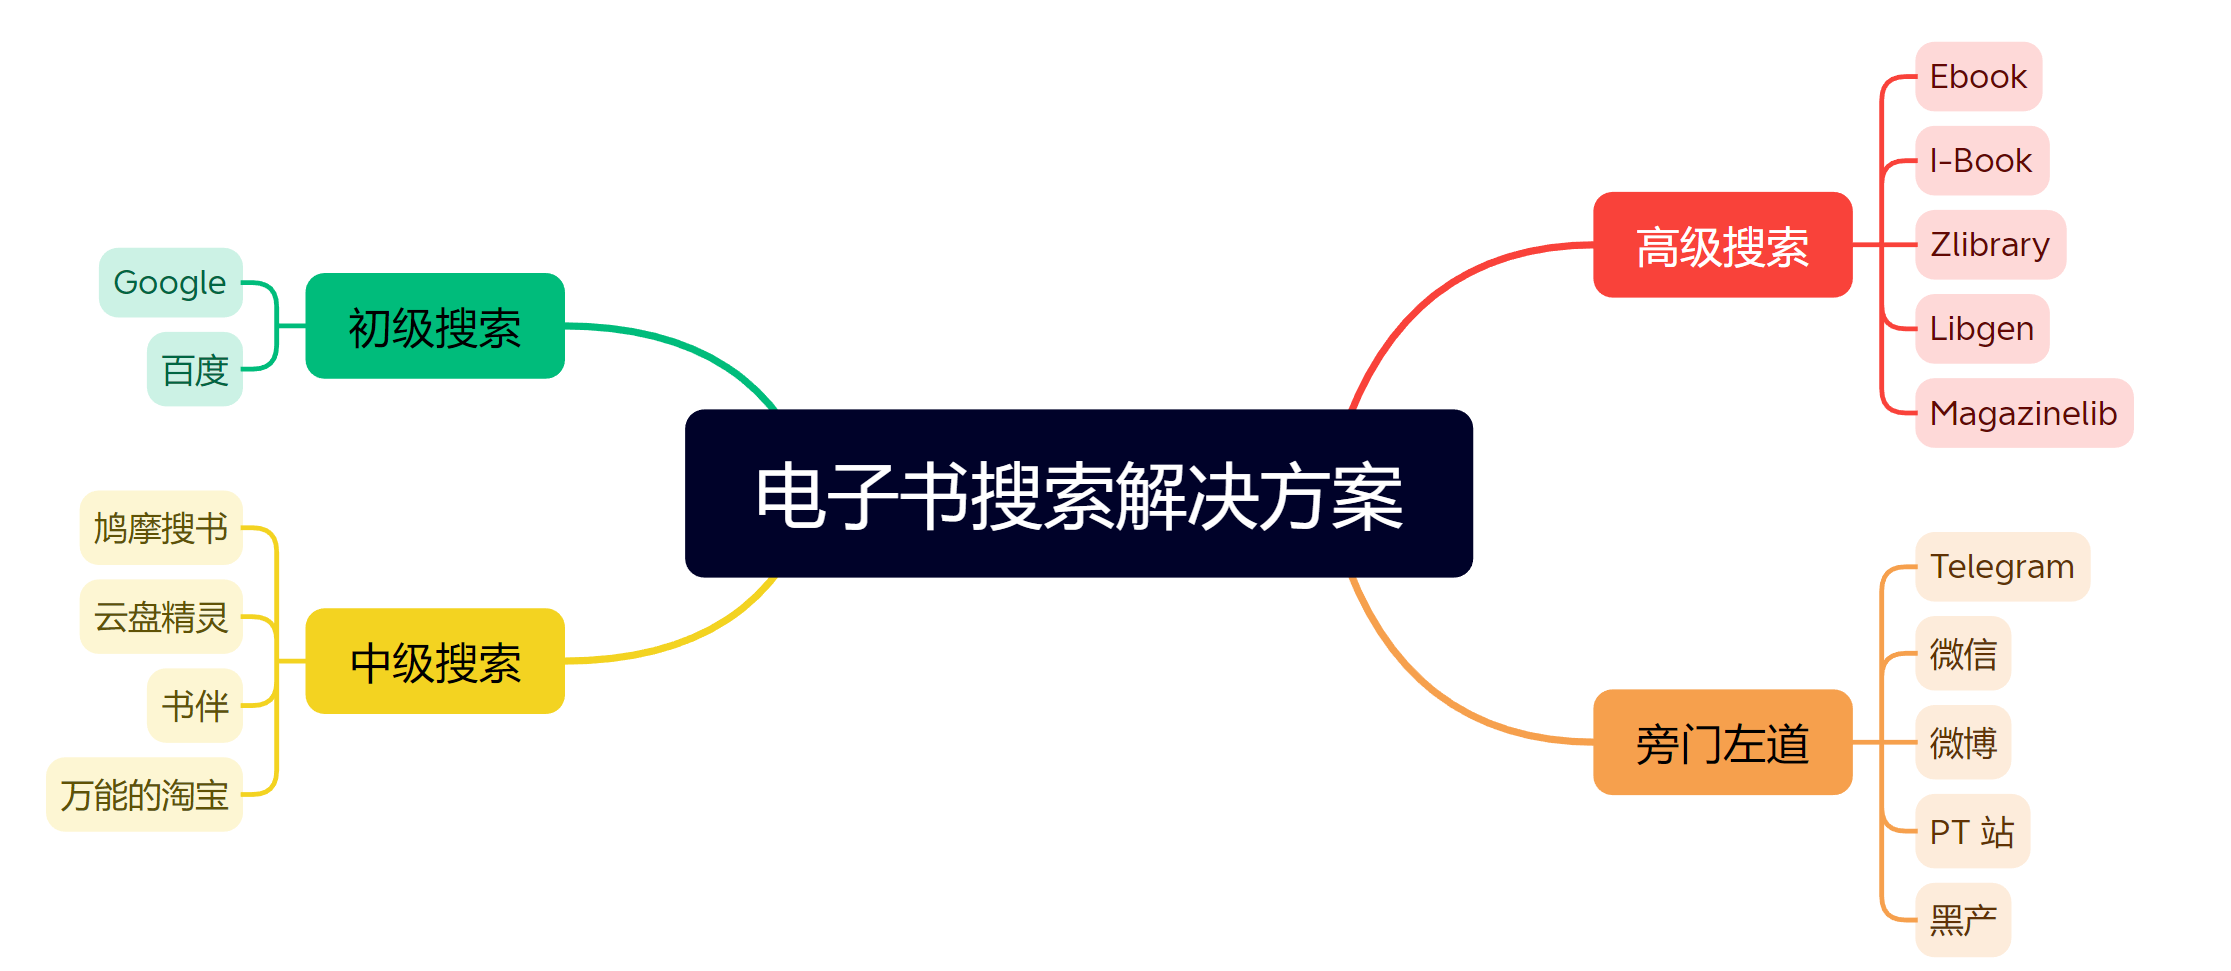 电子书搜索解决方案
初级搜索
Google
百度
中级搜索
鸠摩搜书
云盘精灵
书伴
万能的淘宝
高级搜索
Ebook
I-Book
Zlibrary
Libgen
Magazinelib
旁门左道
Telegram
微信
微博
PT 站
黑产